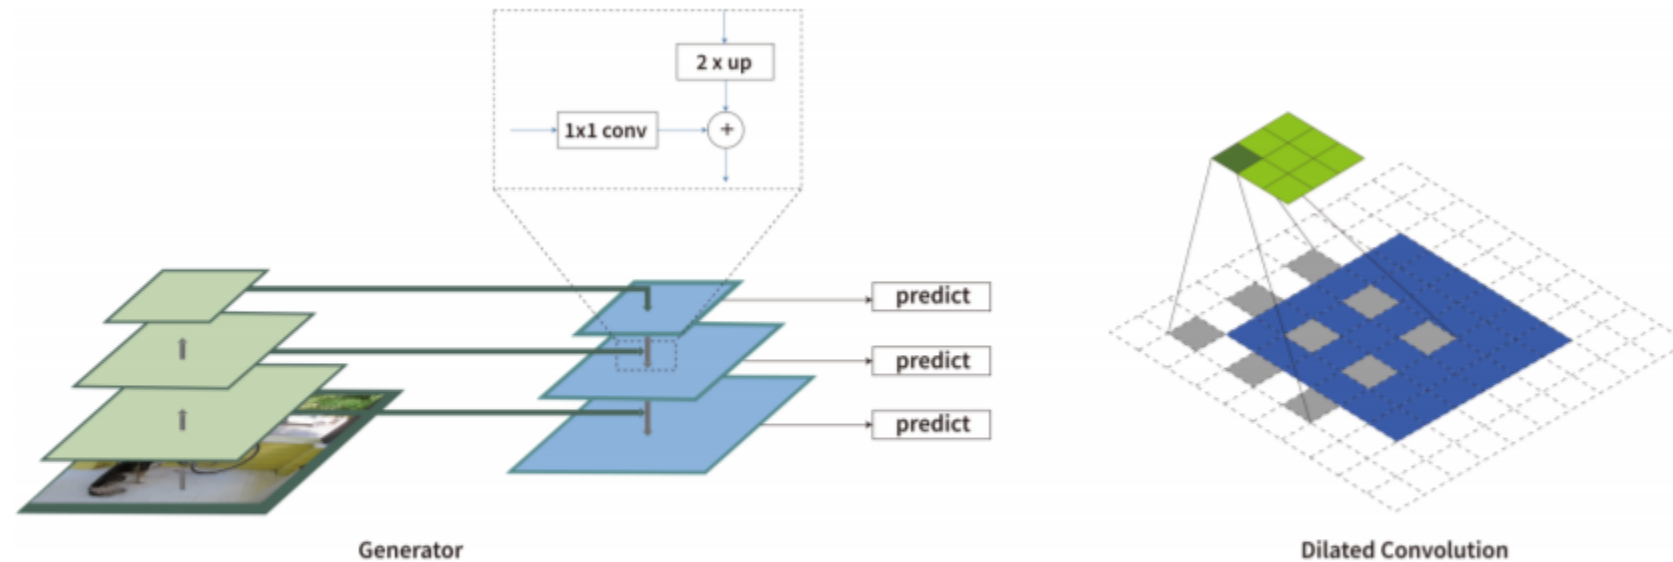 2 x up
1x1 conv
+
predict
predict
predict
Generator
Dilated Convolution